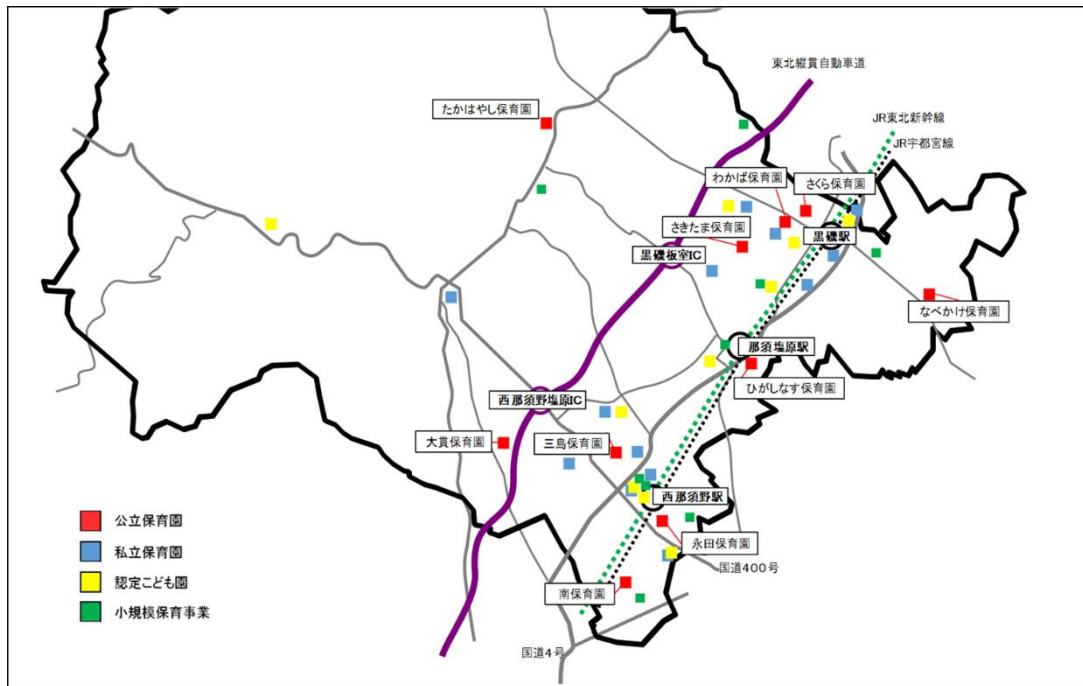 東北縦貫自動車道
たかはやし保育園
JR東北新幹線
JR宇都宮線
わかば保育園
さくら保育園
さきたま保育園
黒磯駅
黒磯板室IC
なべかけ保育園
那須塩原駅
ひがしなす保育園
西那須野塩原IC
大貫保育園
三島保育園
西那須野駅
永田保育園
国道400号
南保育園
国道4号
公立保育園
私立保育園
認定こども園
小規模保育事業